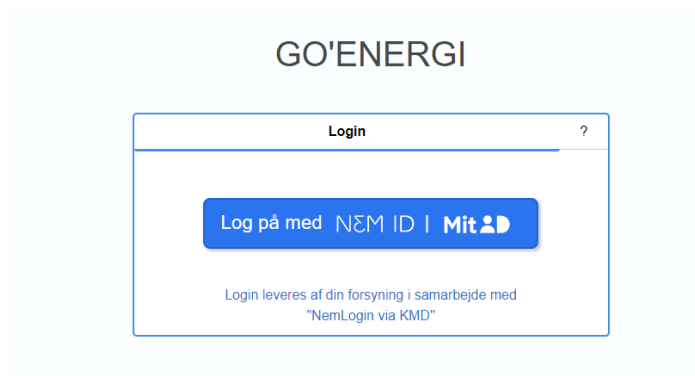 GO'ENERGI
Login ?
Log på med NEM ID | MitID
Login leveres af din forsyning i samarbejde med
"NemLogin via KMD"